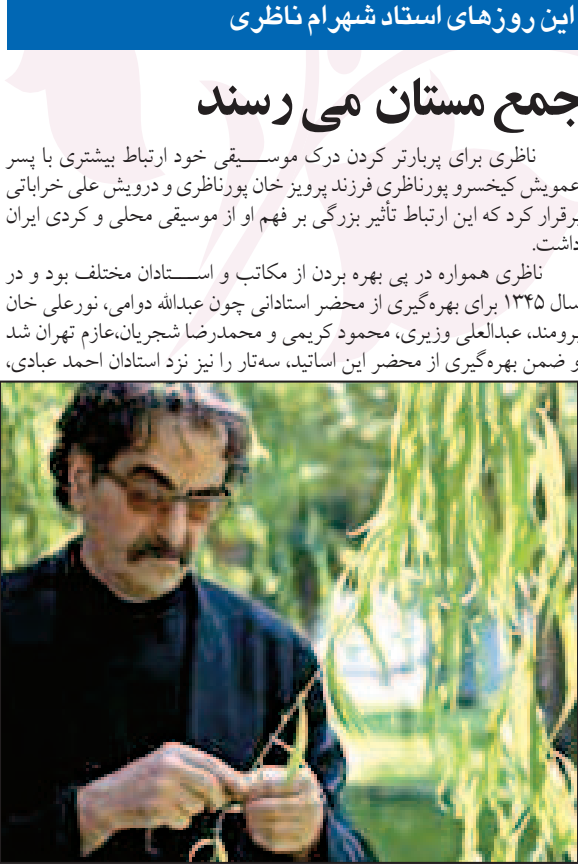 این روزهای استاد شهرام ناظری
جمع مستان می رسند
ناظری برای پربارتر کردن درک موسیقی خود ارتباط بیشتری با پسر
عمویش کیخسرو پورناظری فرزند پرویز خان پورناظری و درویش علی خراباتی
برقرار کرد که این ارتباط تأثیر بزرگی بر فهم او از موسیقی محلی و کردی ایران
داشت.
ناظری همواره در پی بهره بردن از مکاتب و استادان مختلف بود و در
سال ۱۳۴۵ برای بهره‌گیری از محضر استادانی چون عبدالله دوامی، نورعلی خان
برومند، عبدالعلی وزیری، محمود کریمی و محمدرضا شجریان،عازم تهران شد
و ضمن بهره‌گیری از محضر این اساتید، سه‌تار را نیز نزد استادان احمد عبادی،